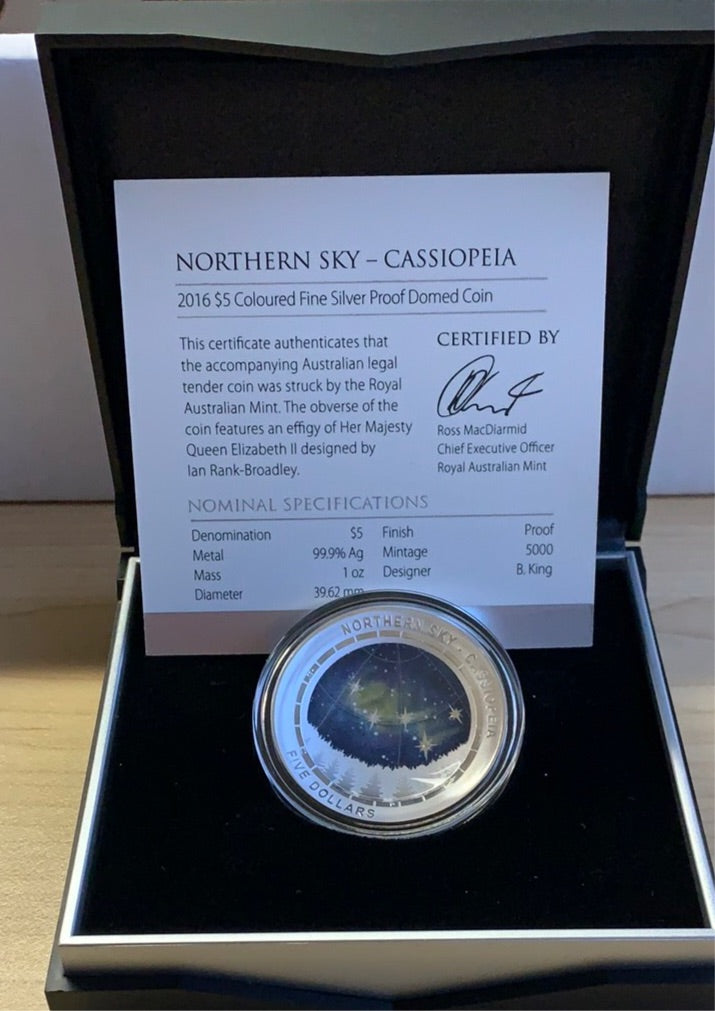 NORTHERN SKY – CASSIOPEIA
2016 $5 Coloured Fine Silver Proof Domed Coin
This certificate authenticates that
the accompanying Australian legal
tender coin was struck by the Royal
Australian Mint. The obverse of the
coin features an effigy of Her Majesty
Queen Elizabeth II designed by
Ian Rank-Broadley.
CERTIFIED BY
Ross MacDiarmid
Chief Executive Officer
Royal Australian Mint
NOMINAL SPECIFICATIONS
Denomination $5 Finish Proof
Metal 99.9% Ag Mintage 5000
Mass 1 oz Designer B. King
Diameter 39.62 mm
NORTHERN SKY - CASSIOPEIA
FIVE DOLLARS